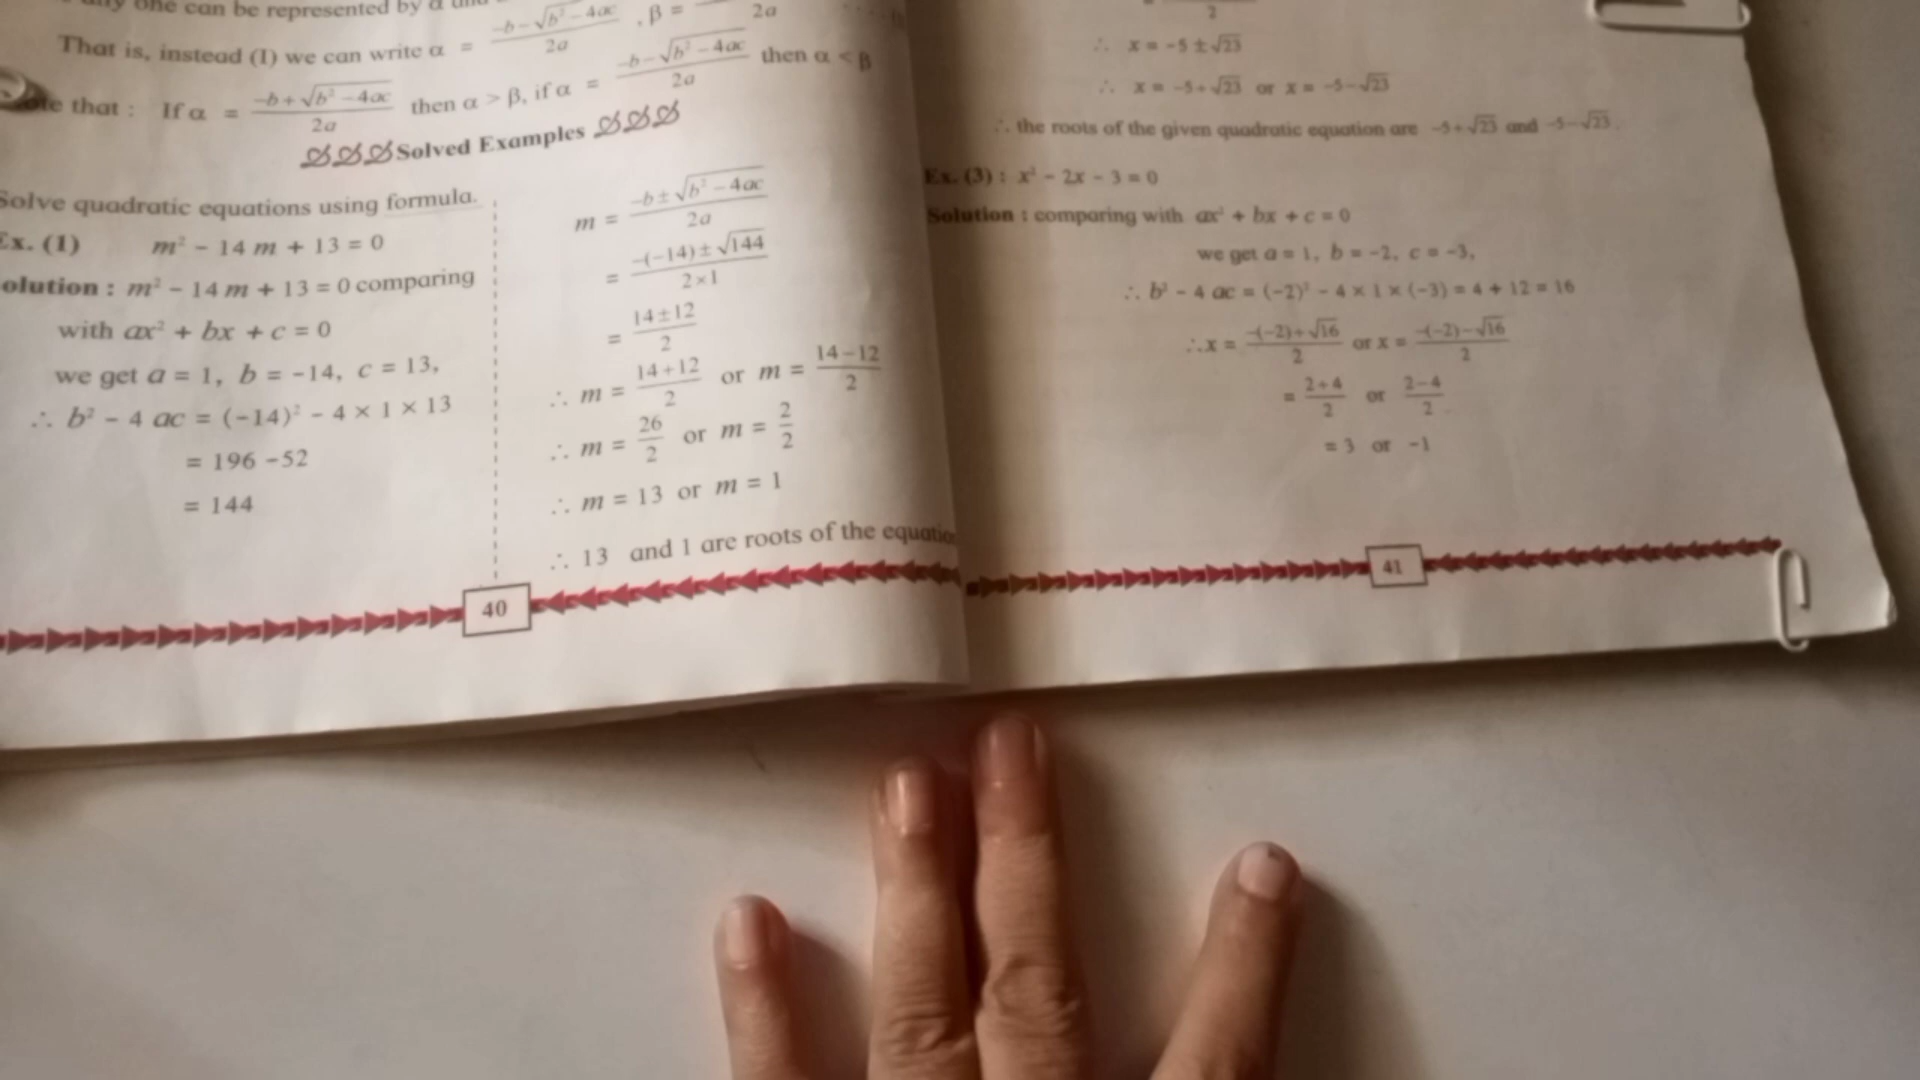 one can be represented by α
That is, instead (I) we can write α = (-b - √(b² - 4ac))/2a , β = 2a
that : If α = (-b + √(b² - 4ac))/2a then α > β, if α = (-b - √(b² - 4ac))/2a then α < β
Solved Examples
Solve quadratic equations using formula.
Ex. (1) m² - 14 m + 13 = 0
olution : m² - 14 m + 13 = 0 comparing
with ax² + bx + c = 0
we get a = 1, b = -14, c = 13,
∴ b² - 4 ac = (-14)² - 4 × 1 × 13
= 196 - 52
= 144
m = (-b ± √(b² - 4ac))/2a
= (-(-14) ± √144)/(2×1)
= (14 ± 12)/2
∴ m = (14 + 12)/2 or m = (14 - 12)/2
∴ m = 26/2 or m = 2/2
∴ m = 13 or m = 1
∴ 13 and 1 are roots of the equation
40
2
∴ x = -5 ± √23
∴ x = -5 + √23 or x = -5 - √23
∴ the roots of the given quadratic equation are -5 + √23 and -5 - √23 .
Ex. (3) : x² - 2x - 3 = 0
Solution : comparing with ax² + bx + c = 0
we get a = 1, b = -2, c = -3,
∴ b² - 4 ac = (-2)² - 4 × 1 × (-3) = 4 + 12 = 16
∴ x = (-(-2) + √16)/2 or x = (-(-2) - √16)/2
= (2 + 4)/2 or (2 - 4)/2
= 3 or -1
41